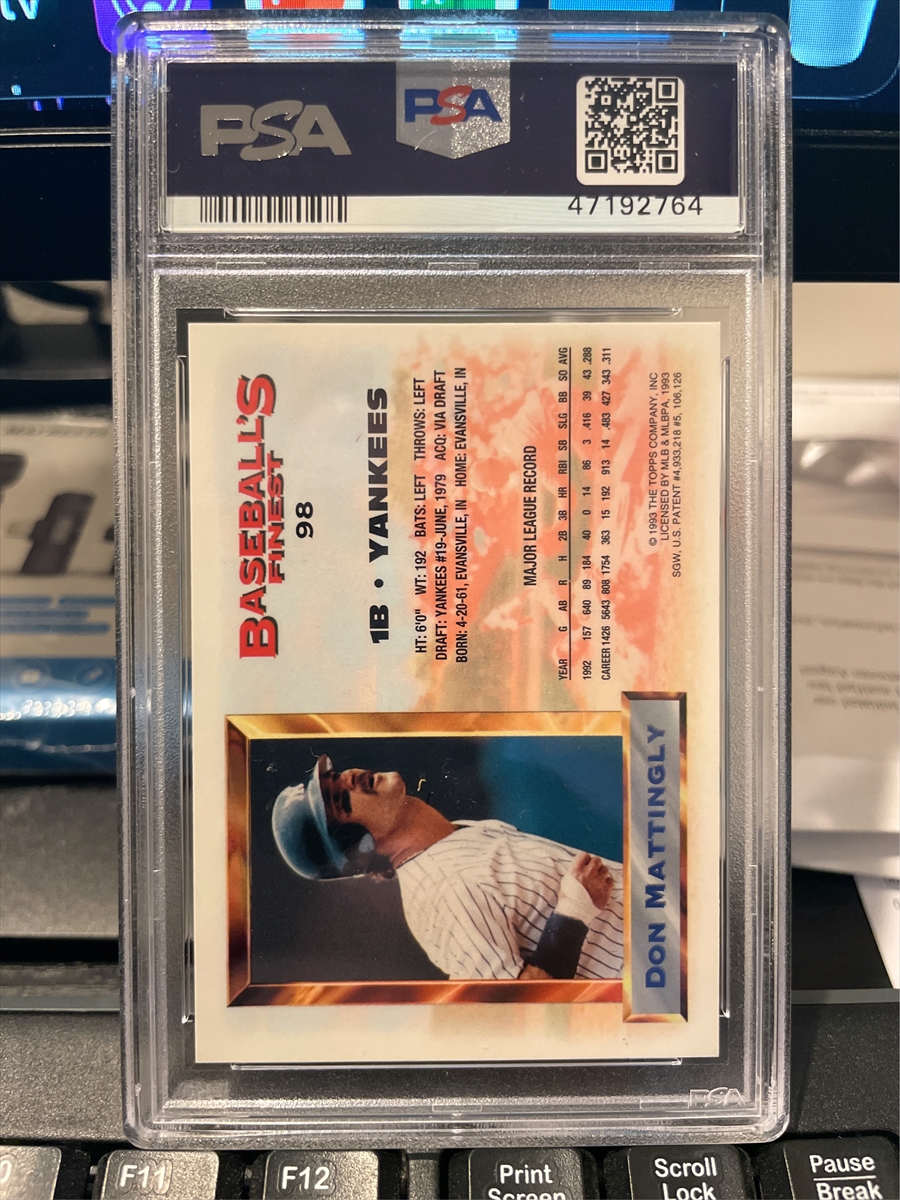 tv
PSA
PSA
47192764
BASEBALL'S
FINEST
98
1B • YANKEES
HT: 6'0" WT: 192 BATS: LEFT THROWS: LEFT
DRAFT: YANKEES #19-JUNE, 1979 ACQ: VIA DRAFT
BORN: 4-20-61, EVANSVILLE, IN HOME: EVANSVILLE, IN
MAJOR LEAGUE RECORD
YEAR G AB R H 2B 3B HR RBI SB SLG BB SO AVG
1992 157 640 89 184 40 0 14 86 3 .416 39 43 .288
CAREER 1426 5643 808 1754 363 15 192 913 14 .483 427 343 .311
© 1993 THE TOPPS COMPANY, INC
LICENSED BY MLB & MLBPA, 1993
SGW, U.S. PATENT #4,933,218 #5, 106,126
DON MATTINGLY
PSA
F11
F12
Print
Screen
Scroll
Lock
Pause
Break